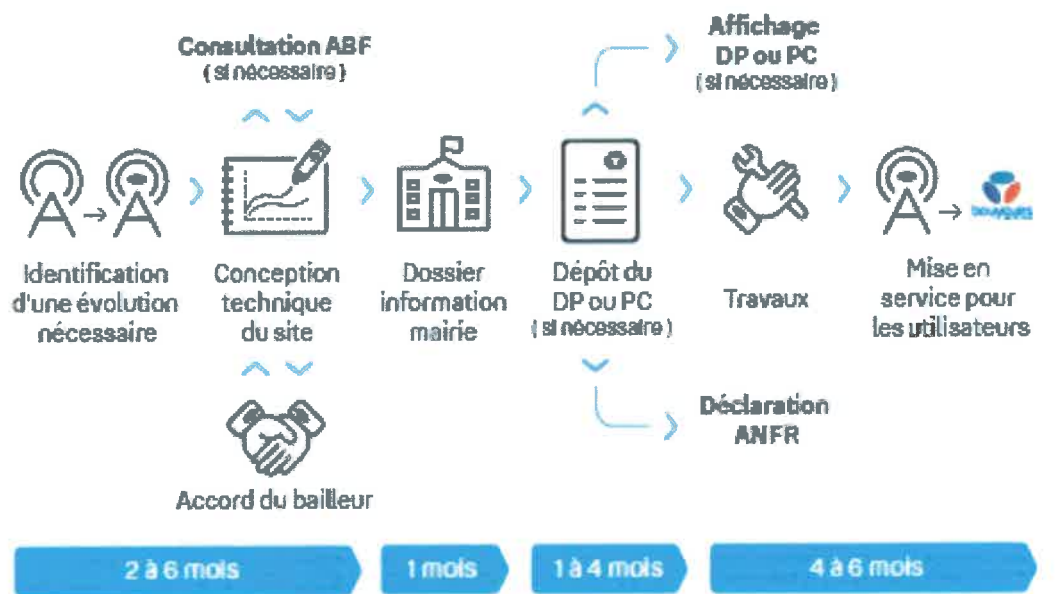 Consultation ABF
(si nécessaire)
Affichage
DP ou PC
(si nécessaire)
Identification
d'une évolution
nécessaire
Conception
technique
du site
Dossier
information
mairie
Dépôt du
DP ou PC
(si nécessaire)
Travaux
Mise en
service pour
les utilisateurs
bouygues
Accord du bailleur
Déclaration
ANFR
2 à 6 mois
1 mois
1 à 4 mois
4 à 6 mois